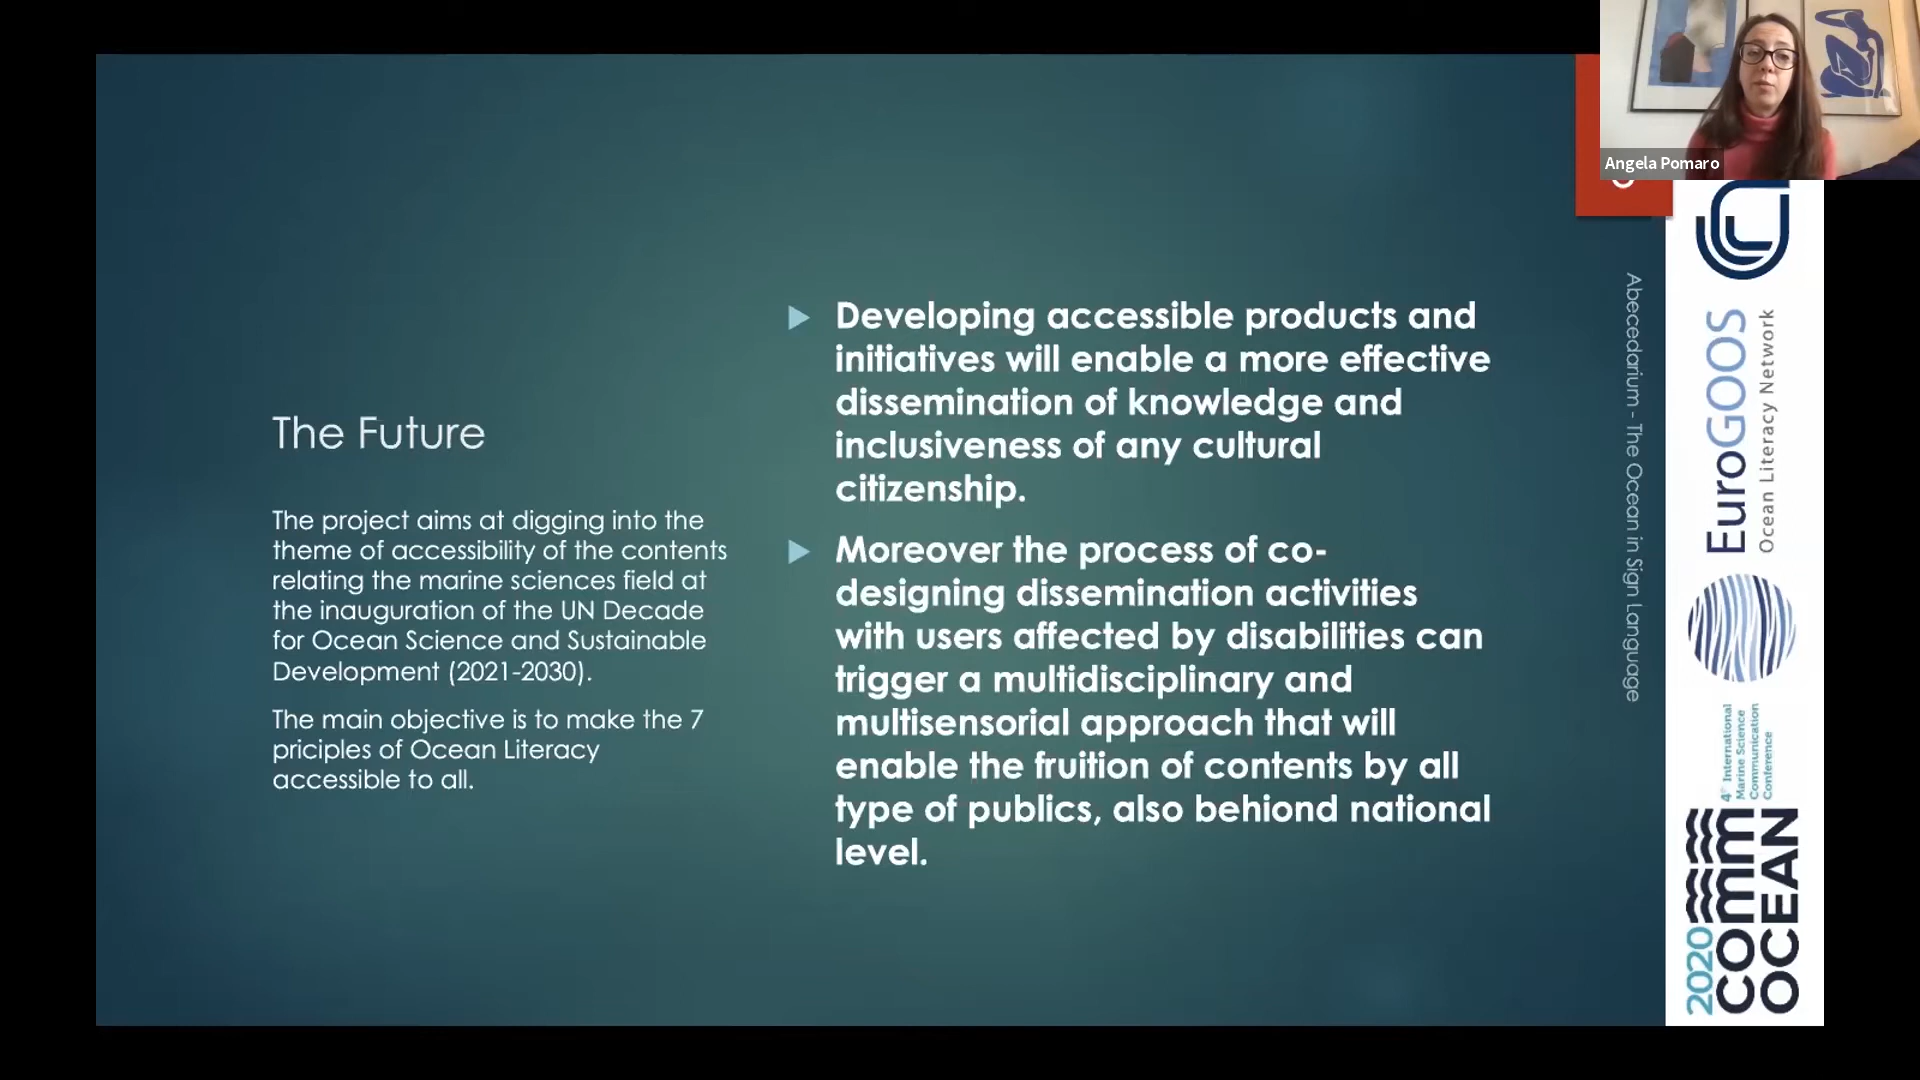 Angela Pomaro
The Future
The project aims at digging into the
theme of accessibility of the contents
relating the marine sciences field at
the inauguration of the UN Decade
for Ocean Science and Sustainable
Development (2021-2030).
The main objective is to make the 7
priciples of Ocean Literacy
accessible to all.
Developing accessible products and
initiatives will enable a more effective
dissemination of knowledge and
inclusiveness of any cultural
citizenship.
Moreover the process of co-
designing dissemination activities
with users affected by disabilities can
trigger a multidisciplinary and
multisensorial approach that will
enable the fruition of contents by all
type of publics, also behiond national
level.
Abecedarium - The Ocean in Sign Language
EuroGOOS
Ocean Literacy Network
4th International
Marine Science
Communication
Conference
2020
comm
OCEAN